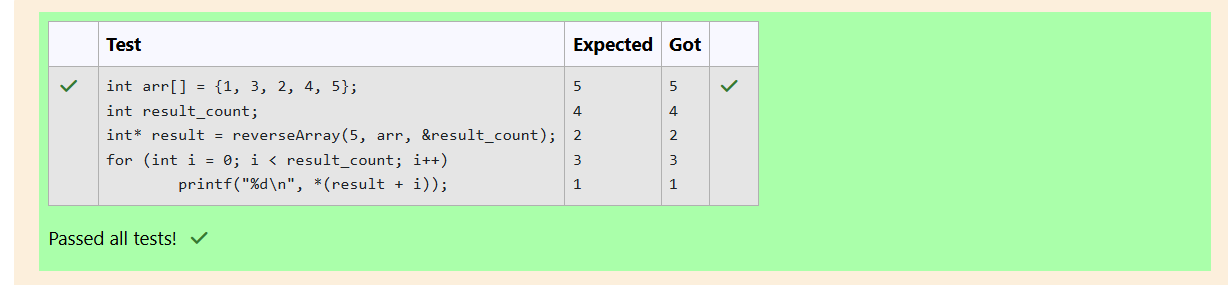 Test Expected Got
int arr[] = {1, 3, 2, 4, 5}; 5 5
int result_count; 4 4
int* result = reverseArray(5, arr, &result_count); 2 2
for (int i = 0; i < result_count; i++) 3 3
printf("%d\n", *(result + i)); 1 1
Passed all tests!